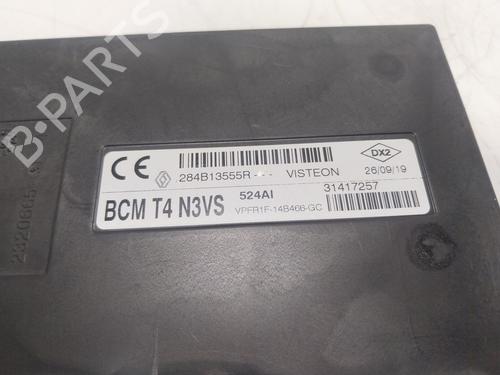 B-PARTS
CE
284B13555R - - - VISTEON
DX2
26/09/19
BCM T4 N3VS
524AI
31417257
VPFR1F-14B466-GC